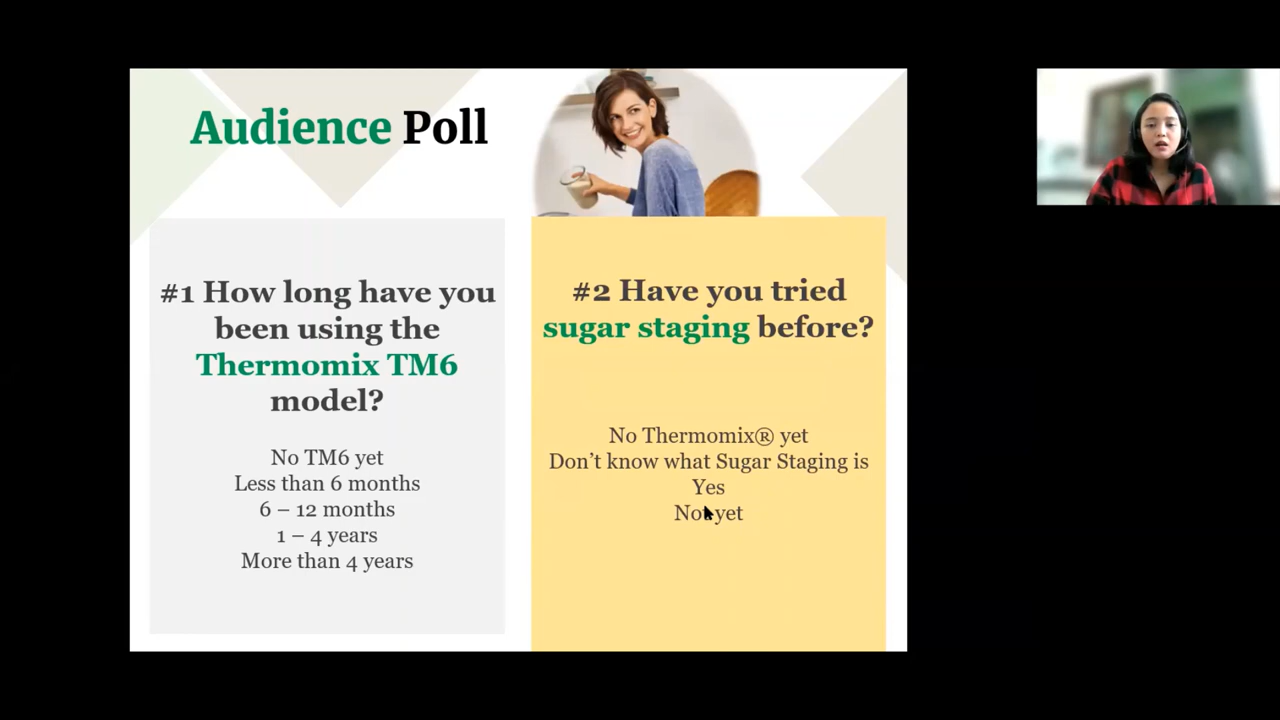 Audience Poll
#1 How long have you
been using the
Thermomix TM6
model?
No TM6 yet
Less than 6 months
6 – 12 months
1 – 4 years
More than 4 years
#2 Have you tried
sugar staging before?
No Thermomix® yet
Don’t know what Sugar Staging is
Yes
Not yet